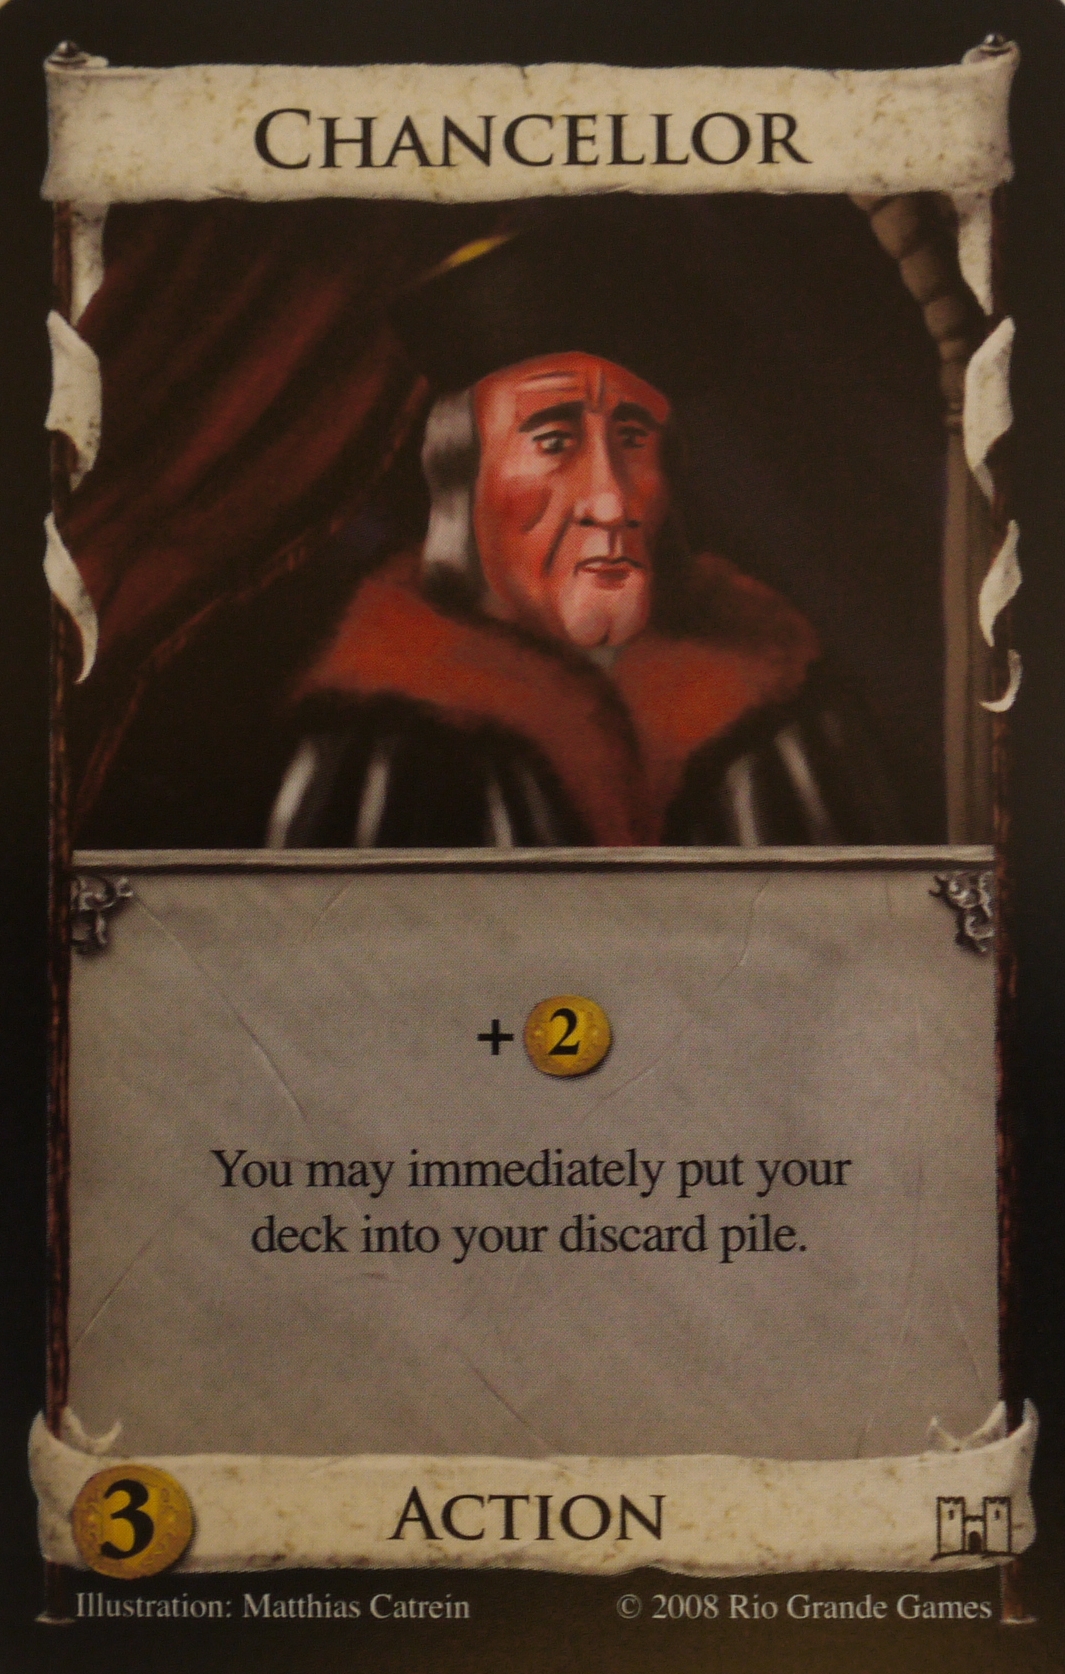 CHANCELLOR
+ 2
You may immediately put your
deck into your discard pile.
3
ACTION
Illustration: Matthias Catrein
© 2008 Rio Grande Games